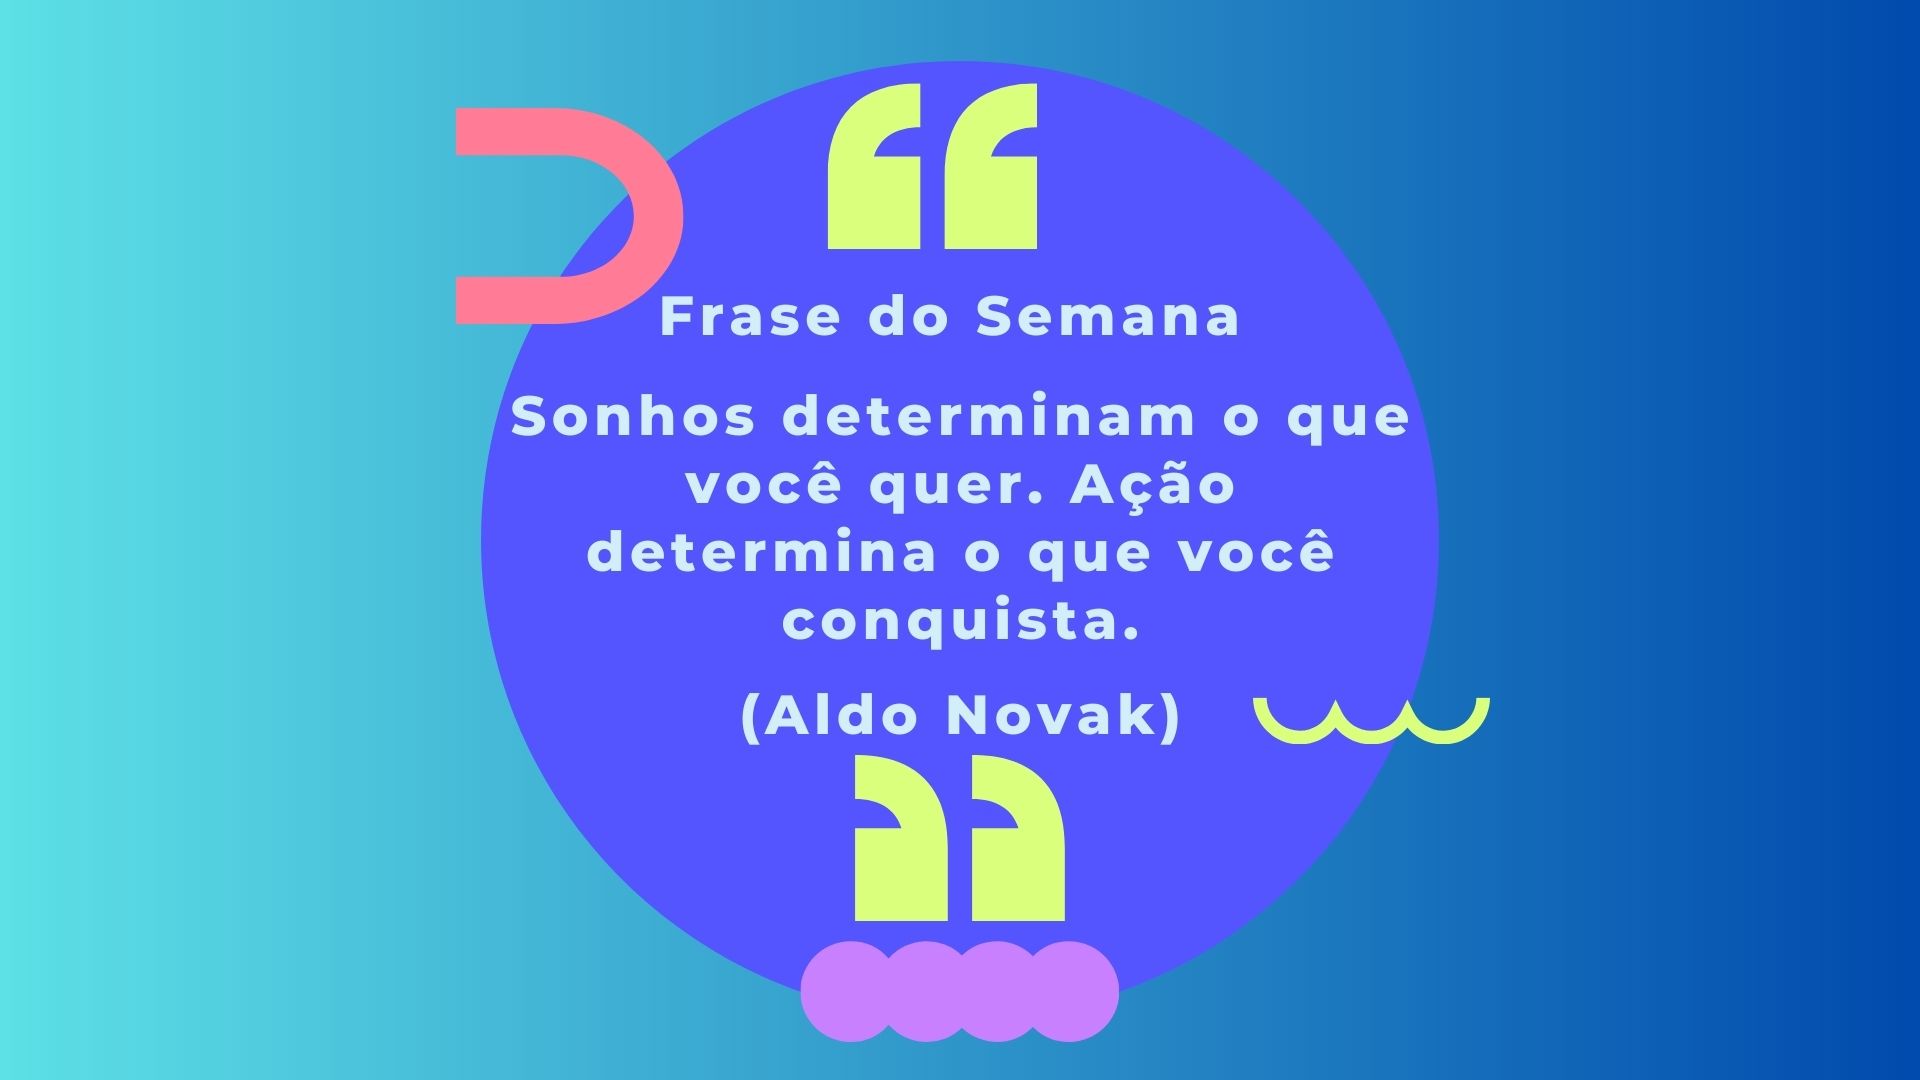 Frase do Semana
Sonhos determinam o que
você quer. Ação
determina o que você
conquista.
(Aldo Novak)